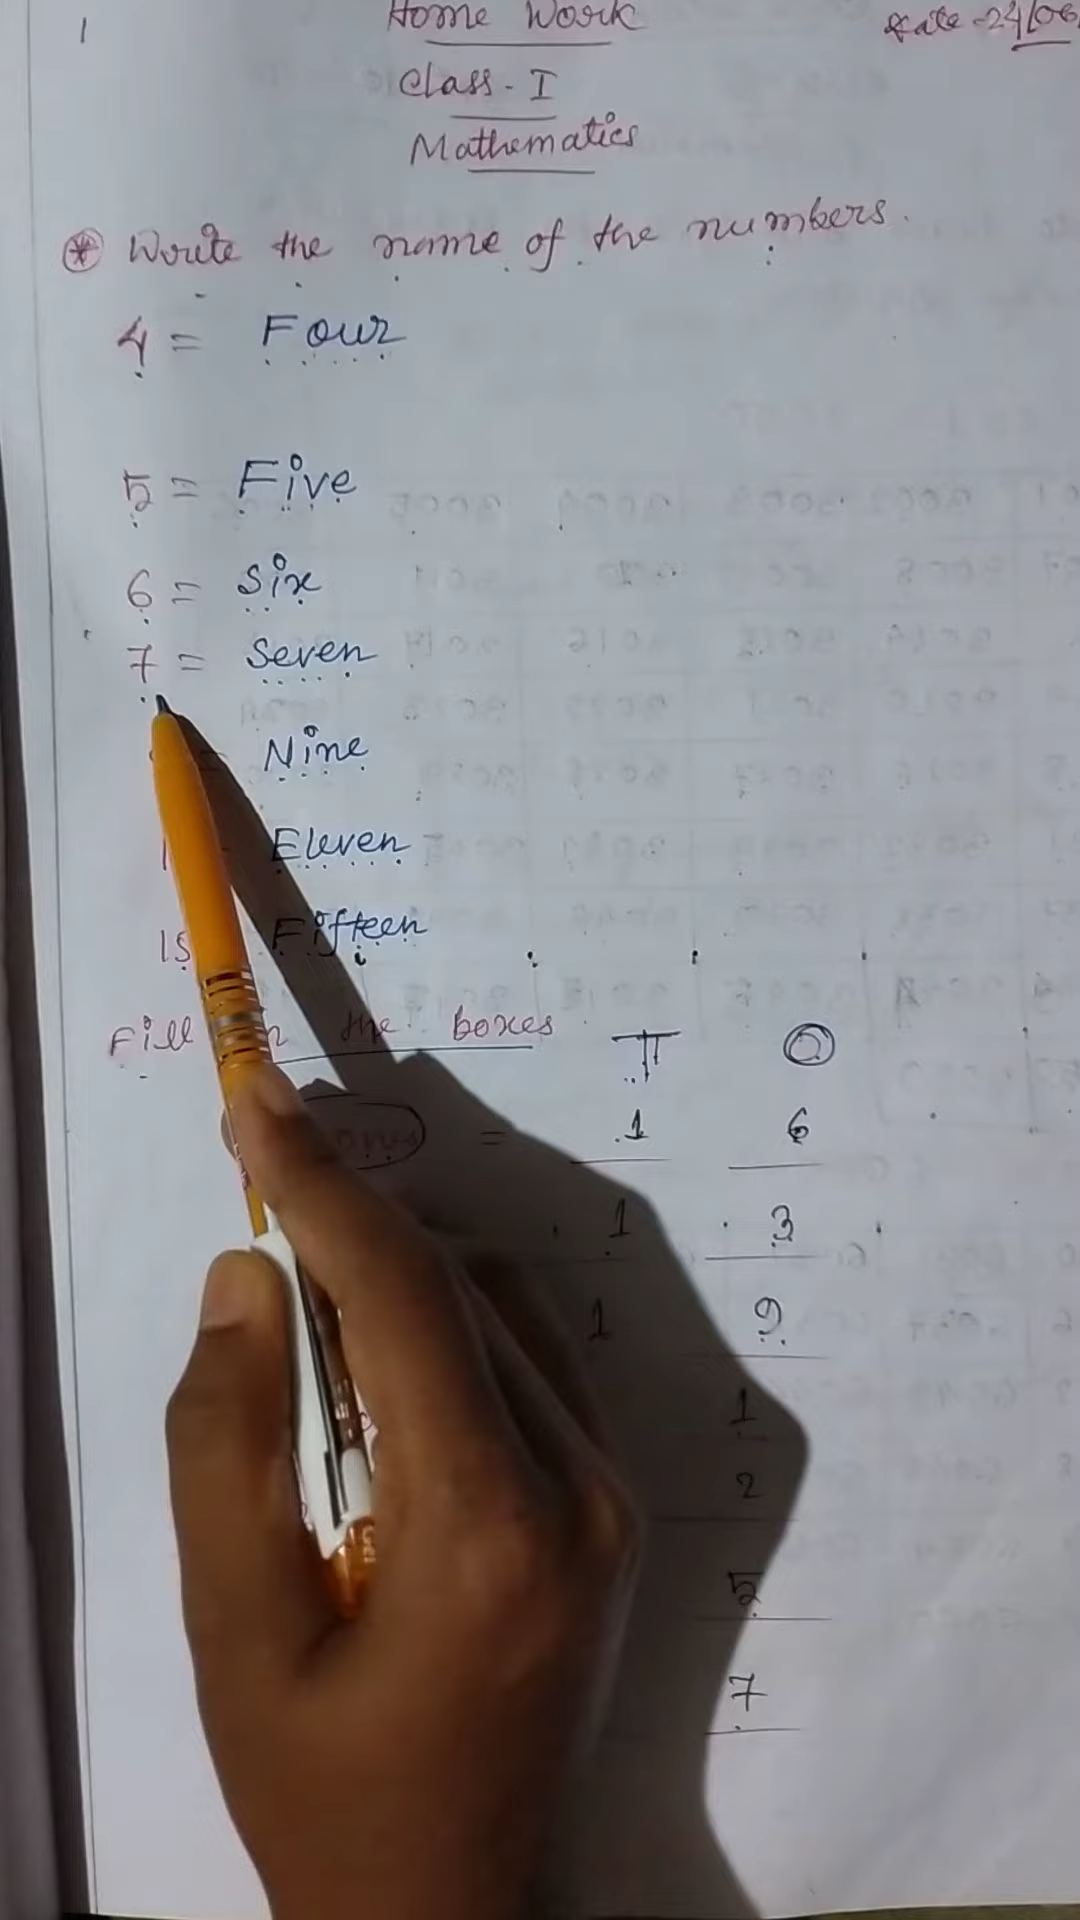 1
Home Work
Date - 24/06
Class - I
Mathematics
* Write the name of the numbers.
4 = Four
5 = Five
6 = Six
7 = Seven
= Nine
Eleven
15 Fifteen
Fill the boxes
T O
= 1 6
1 3
1 9
1
2
5
7